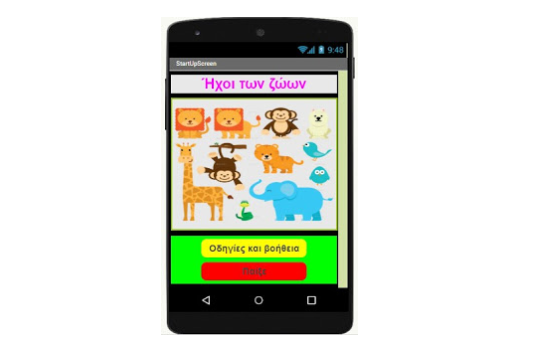 9:48
StartUpScreen
Ήχοι των ζώων
Οδηγίες και βοήθεια
Παίξε